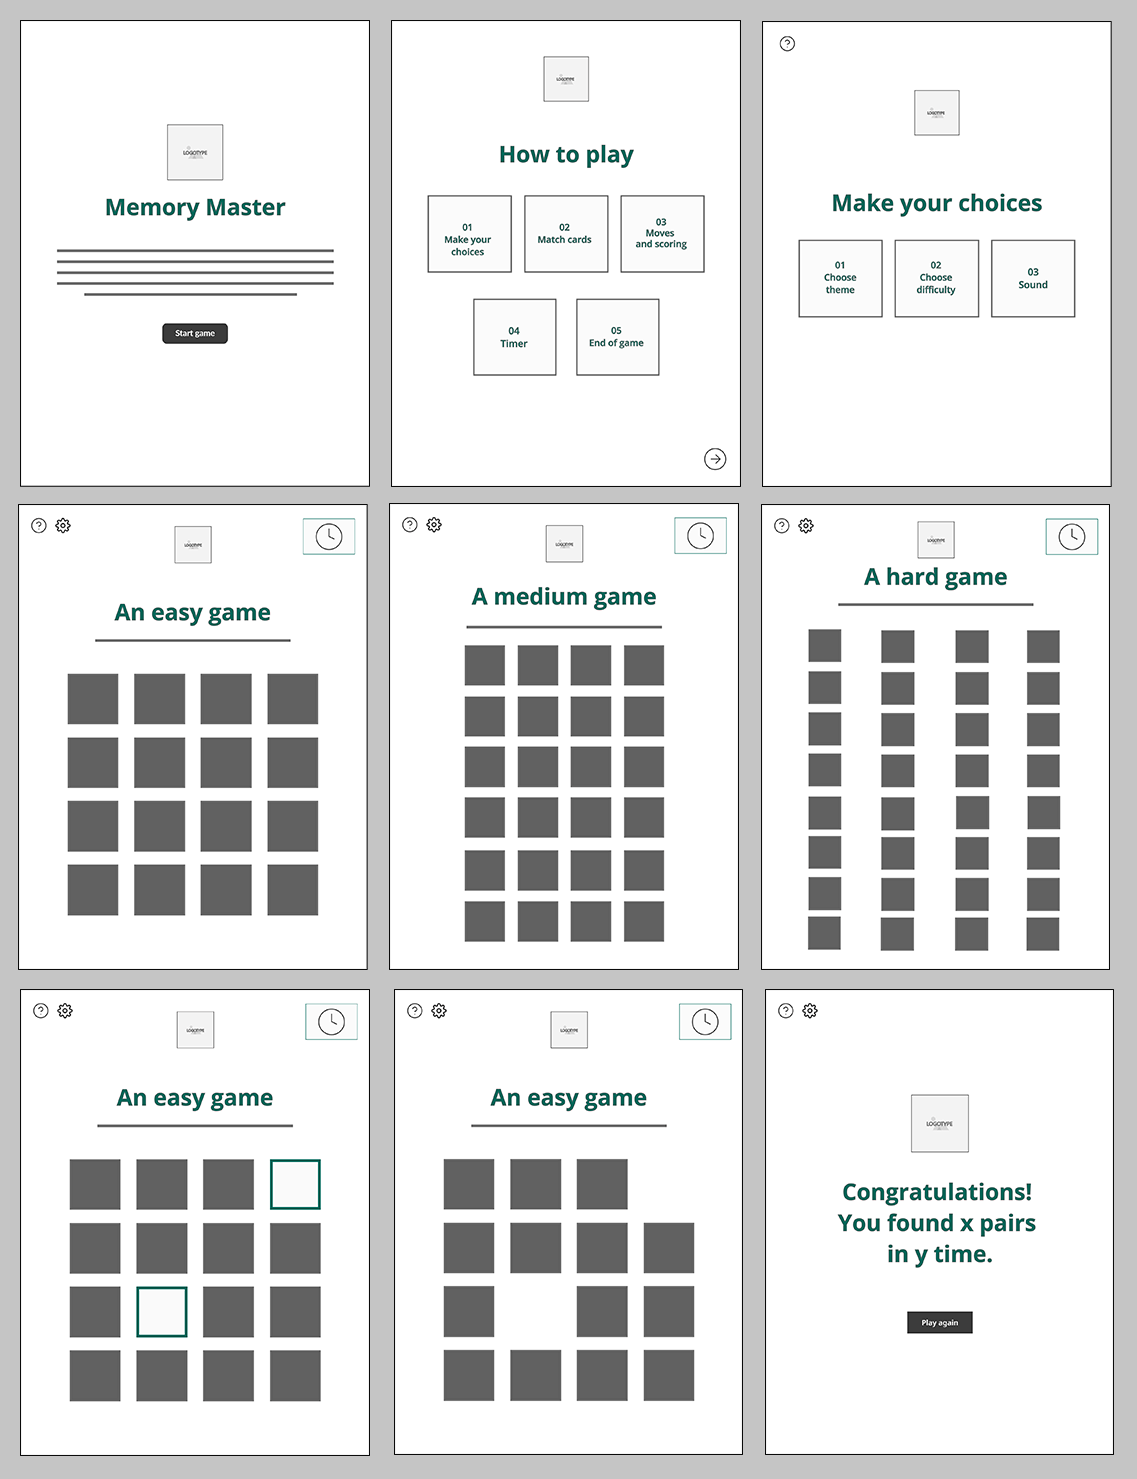 LOGOTYPE
Memory Master
Start game
LOGOTYPE
How to play
01
Make your
choices
02
Match cards
03
Moves
and scoring
04
Timer
05
End of game
?
LOGOTYPE
Make your choices
01
Choose
theme
02
Choose
difficulty
03
Sound
?
LOGOTYPE
An easy game
?
LOGOTYPE
A medium game
?
LOGOTYPE
A hard game
?
LOGOTYPE
An easy game
?
LOGOTYPE
An easy game
?
LOGOTYPE
Congratulations!
You found x pairs
in y time.
Play again